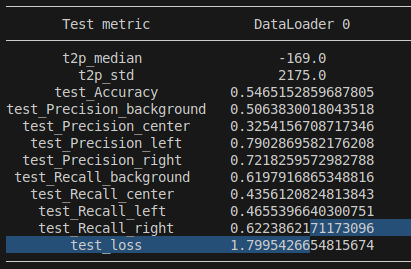 Test metric DataLoader 0
t2p_median -169.0
t2p_std 2175.0
test_Accuracy 0.5465152859687805
test_Precision_background 0.5063830018043518
test_Precision_center 0.3254156708717346
test_Precision_left 0.7902869582176208
test_Precision_right 0.7218259572982788
test_Recall_background 0.6197916865348816
test_Recall_center 0.4356120824813843
test_Recall_left 0.4655396640300751
test_Recall_right 0.6223862171173096
test_loss 1.7995426654815674